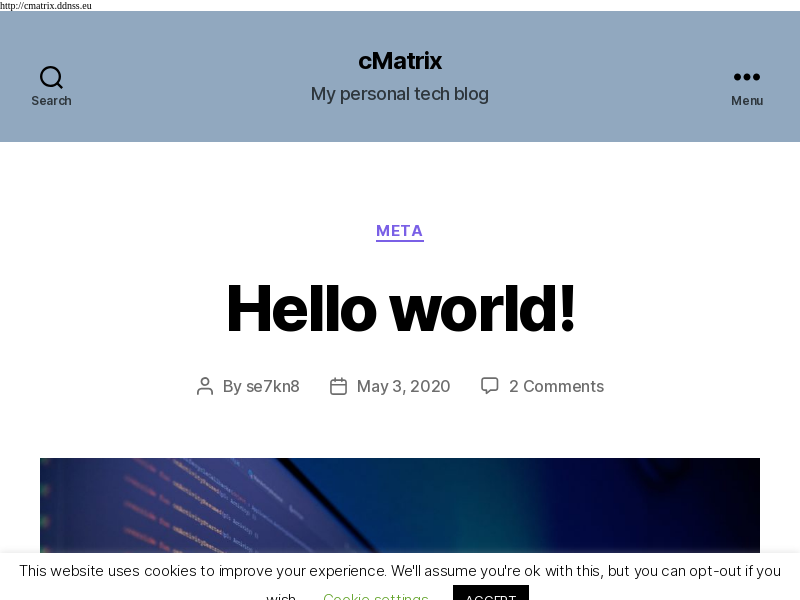 http://cmatrix.ddnss.eu
cMatrix
My personal tech blog
Search
Menu
META
Hello world!
By se7kn8
May 3, 2020
2 Comments
This website uses cookies to improve your experience. We'll assume you're ok with this, but you can opt-out if you
wish. Cookie settings ACCEPT